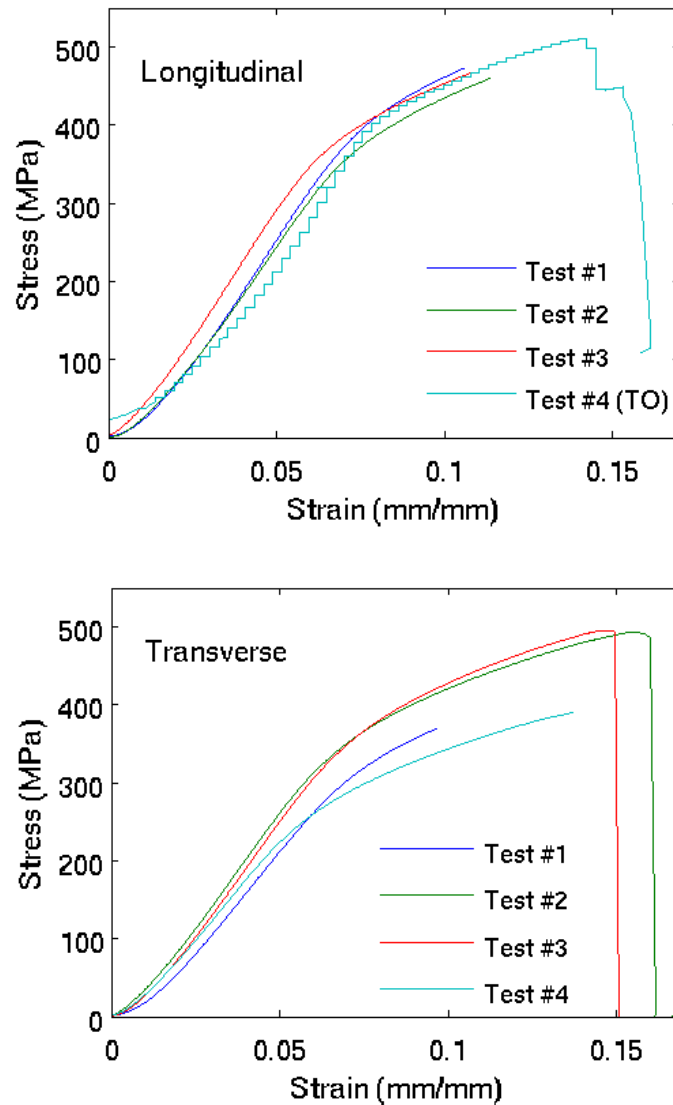 500
400
300
200
100
0
Stress (MPa)
Longitudinal
Test #1
Test #2
Test #3
Test #4 (TO)
0
0.05
0.1
0.15
Strain (mm/mm)
500
400
300
200
100
0
Stress (MPa)
Transverse
Test #1
Test #2
Test #3
Test #4
0
0.05
0.1
0.15
Strain (mm/mm)